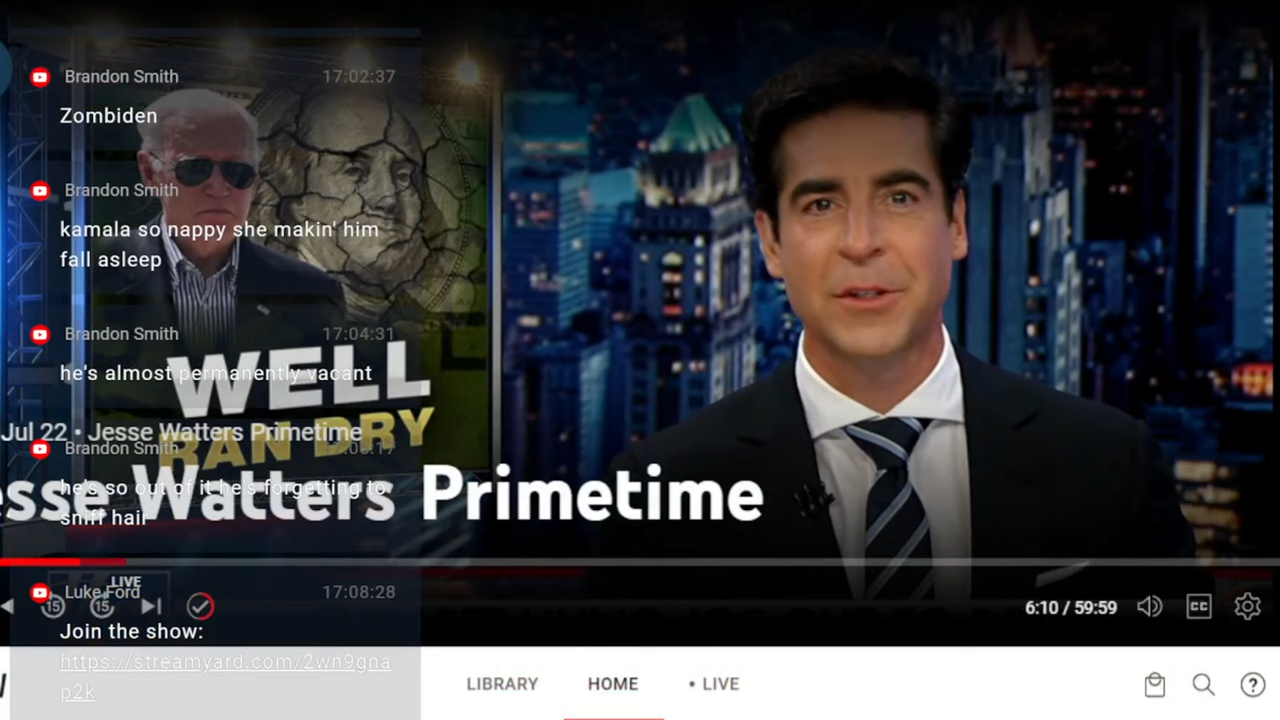 Brandon Smith 17:02:37
Zombiden
Brandon Smith
kamala so nappy she makin' him
fall asleep
Brandon Smith 17:04:31
he's almost permanently vacant
WELL
RAN DRY
Jul 22 • Jesse Watters Primetime
Brandon Smith
he's so out of it he's forgetting to
sniff hair
esse Watters Primetime
LIVE
Luke Ford 17:08:28
15 15
6:10 / 59:59
CC
Join the show:
https://streamyard.com/2wn9gna
p2k
LIBRARY HOME • LIVE